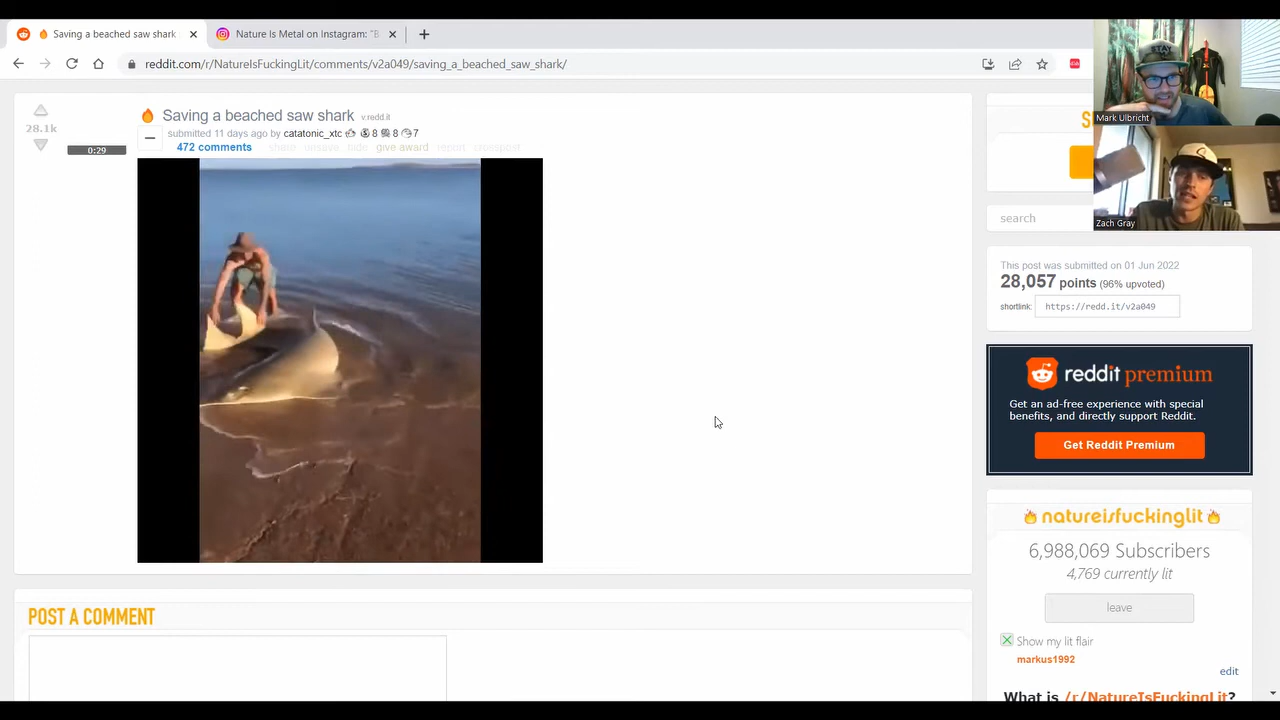 Saving a beached saw shark
Nature Is Metal on Instagram: "B
reddit.com/r/NatureIsFuckingLit/comments/v2a049/saving_a_beached_saw_shark/
Mark Ulbricht
Zach Gray
28.1k
0:29
Saving a beached saw shark v.redd.it
submitted 11 days ago by catatonic_xtc 8 8 7
472 comments share unsave hide give award report crosspost
POST A COMMENT
S
search
This post was submitted on 01 Jun 2022
28,057 points (96% upvoted)
shortlink: https://redd.it/v2a049
reddit premium
Get an ad-free experience with special
benefits, and directly support Reddit.
Get Reddit Premium
natureisfuckinglit
6,988,069 Subscribers
4,769 currently lit
leave
Show my lit flair
markus1992
edit
What is /r/NatureIsFuckingLit?